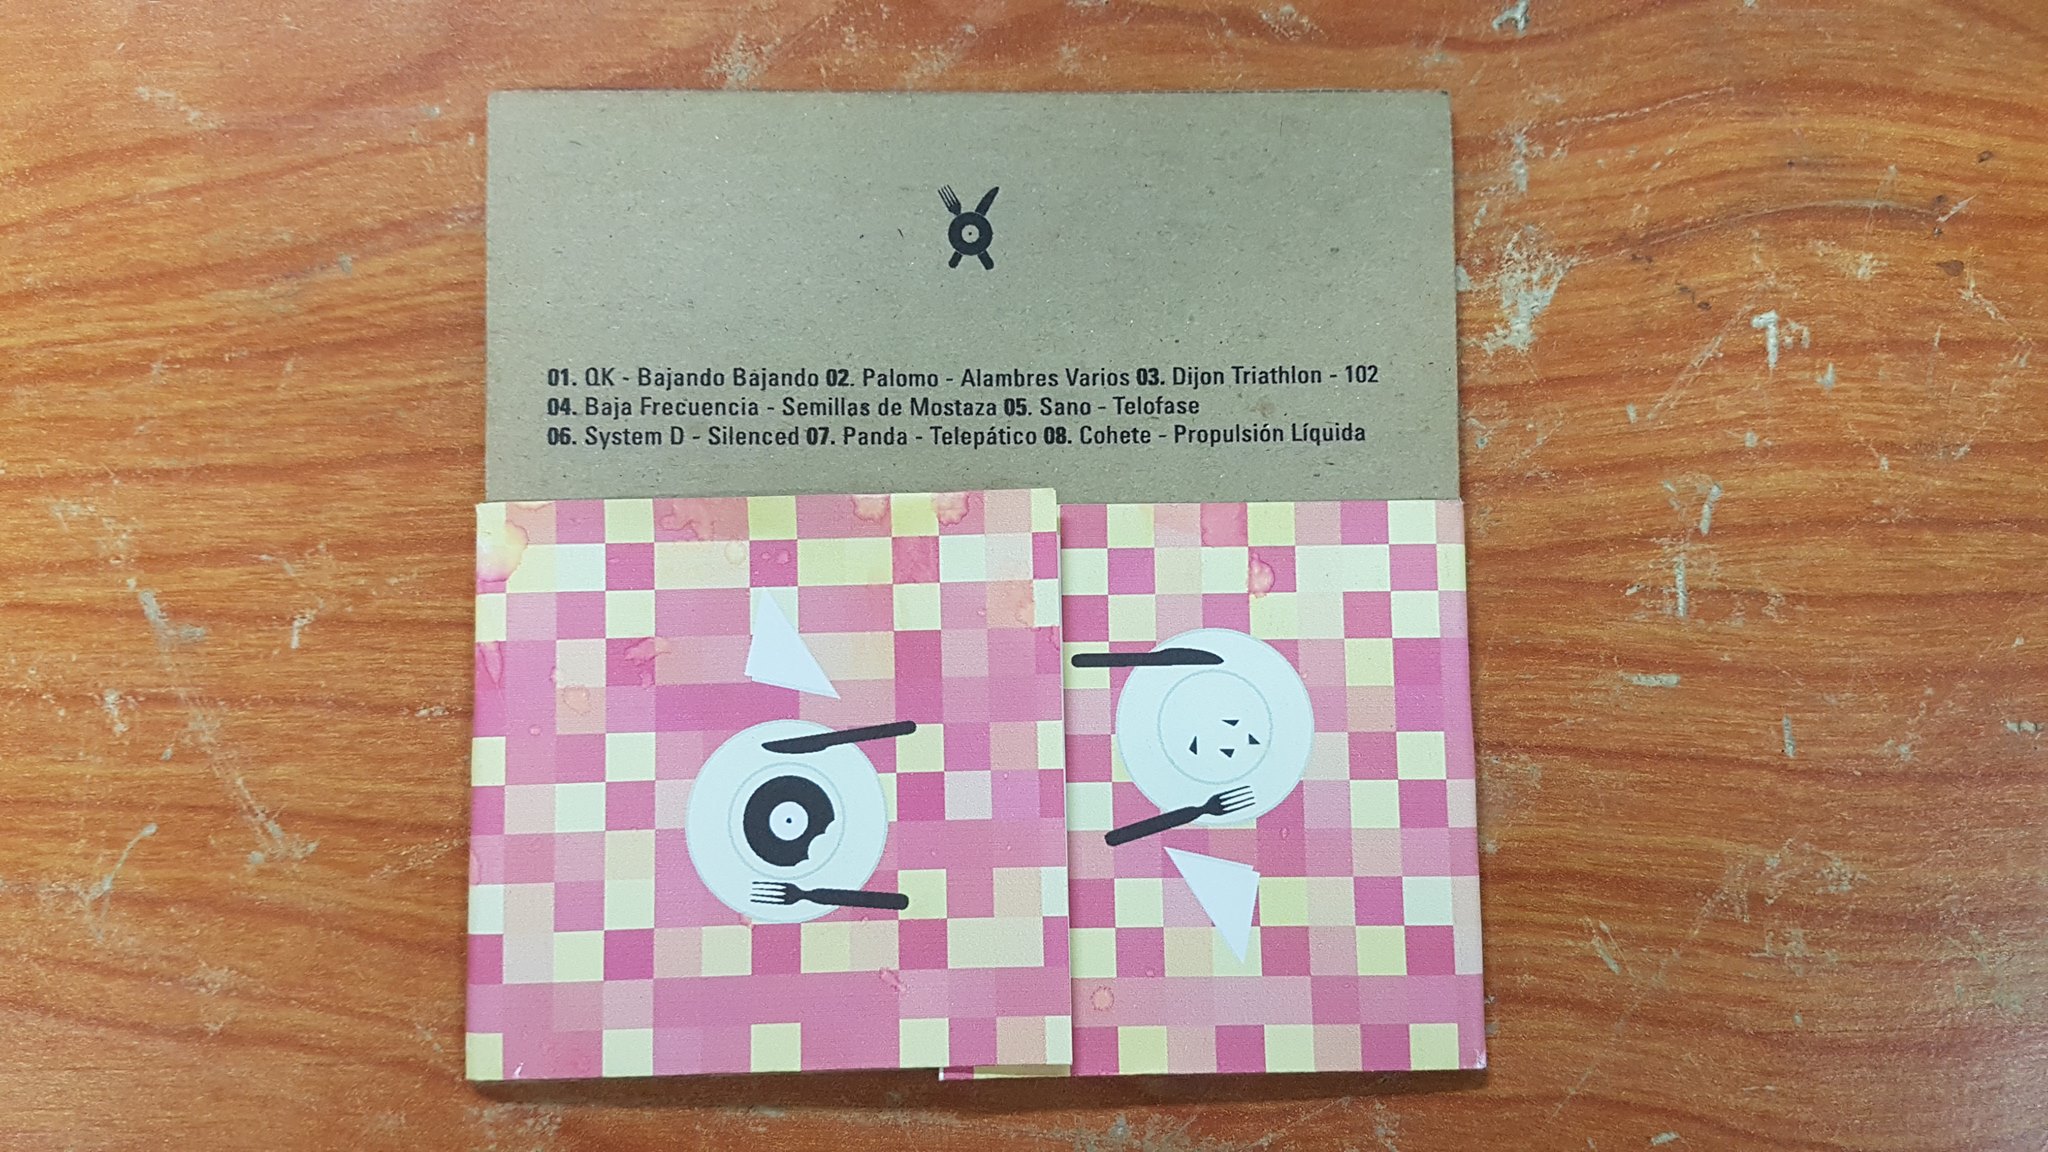 01. QK - Bajando Bajando 02. Palomo - Alambres Varios 03. Dijon Triathlon - 102
04. Baja Frecuencia - Semillas de Mostaza 05. Sano - Telofase
06. System D - Silenced 07. Panda - Telepático 08. Cohete - Propulsión Líquida